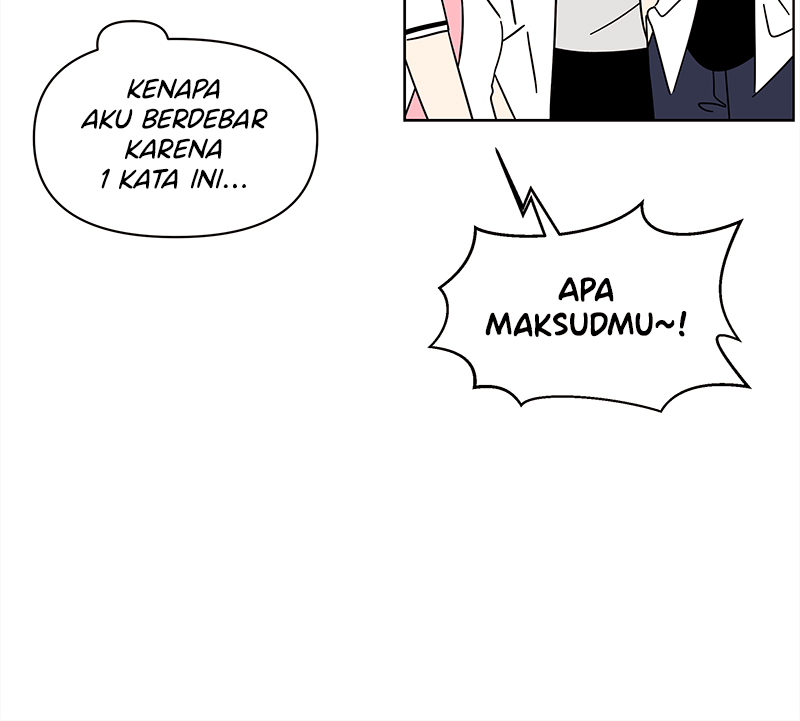 KENAPA
AKU BERDEBAR
KARENA
1 KATA INI...
APA
MAKSUDMU~!